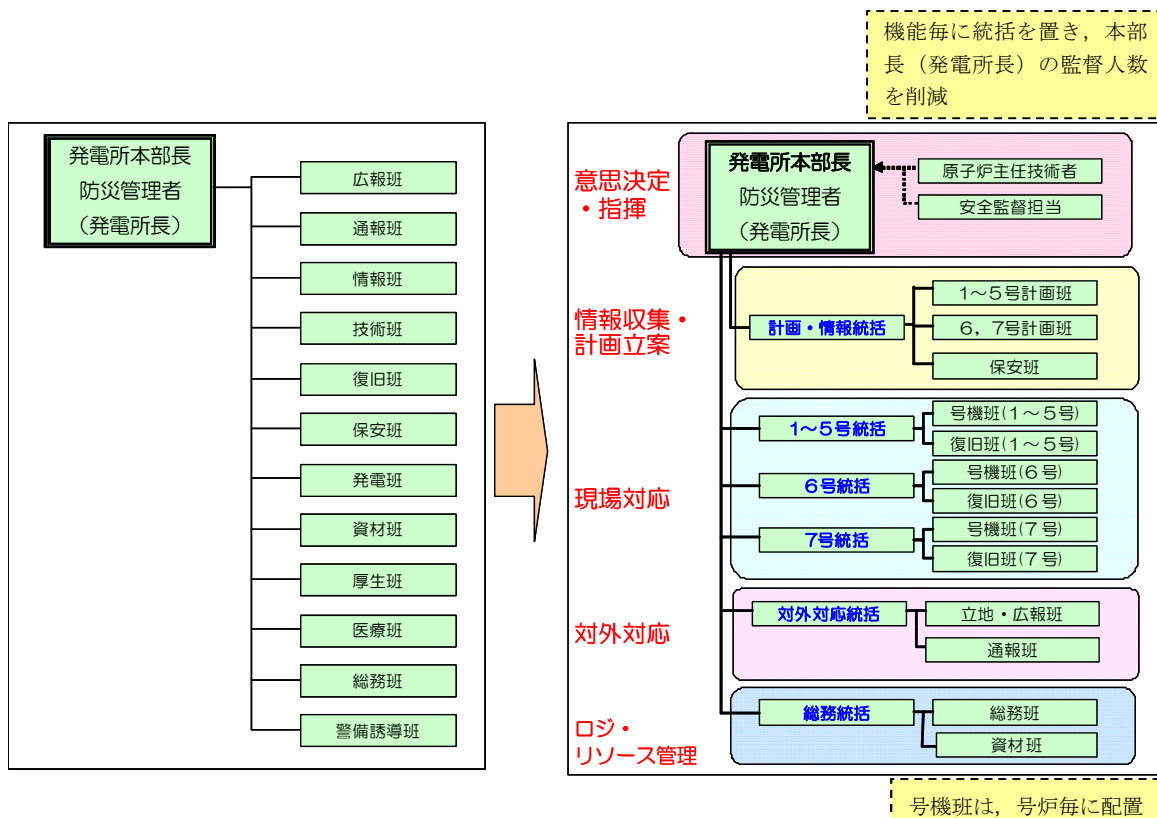 機能毎に統括を置き，本部
長（発電所長）の監督人数
を削減
発電所本部長
防災管理者
（発電所長）
広報班
通報班
情報班
技術班
復旧班
保安班
発電班
資材班
厚生班
医療班
総務班
警備誘導班
意思決定
・指揮
発電所本部長
防災管理者
（発電所長）
原子炉主任技術者
安全監督担当
情報収集・
計画立案
計画・情報統括
1～5号計画班
6，7号計画班
保安班
現場対応
1～5号統括
号機班(1～5号)
復旧班(1～5号)
6号統括
号機班(6号)
復旧班(6号)
7号統括
号機班(7号)
復旧班(7号)
対外対応
対外対応統括
立地・広報班
通報班
ロジ・
リソース管理
総務統括
総務班
資材班
号機班は，号炉毎に配置